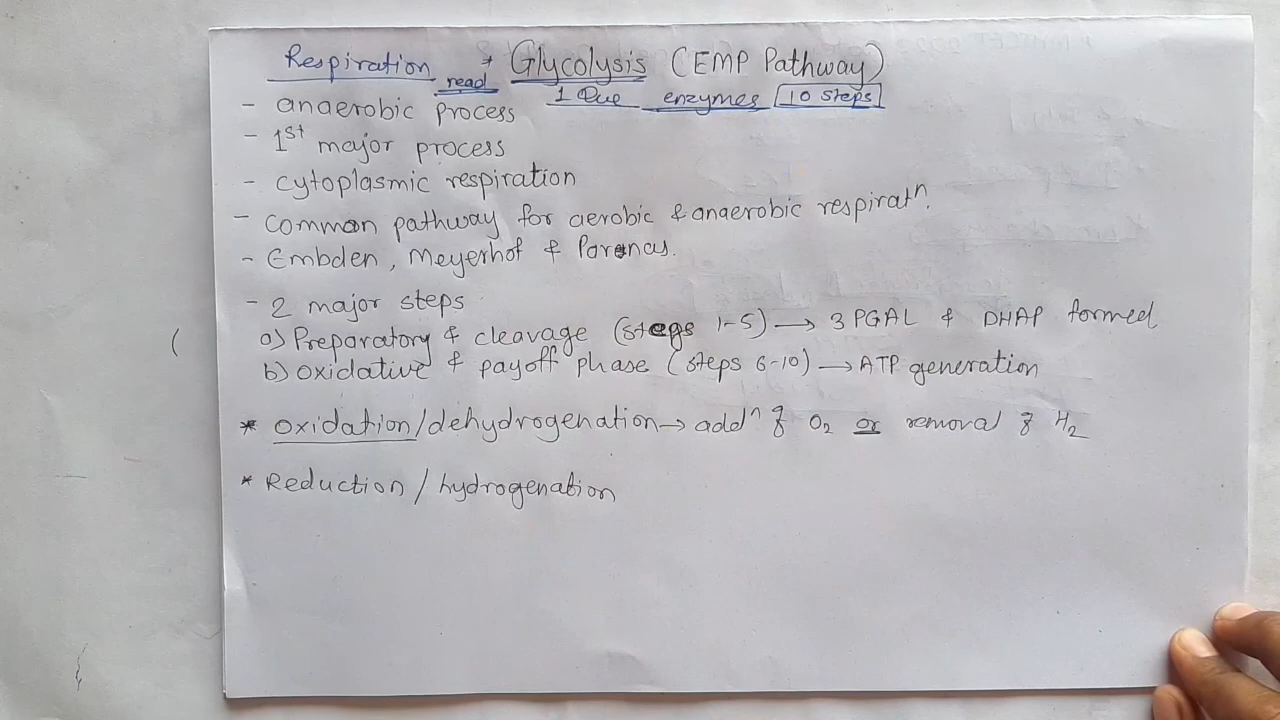 Respiration * Glycolysis (EMP Pathway)
read 1 Que enzymes 10 steps
- anaerobic process
- 1st major process
- cytoplasmic respiration
- common pathway for aerobic & anaerobic respiratn.
- Embden, Meyerhof & Parenas.
- 2 major steps
a) Preparatory & cleavage (steps 1-5) → 3 PGAL & DHAP formed
b) oxidative & payoff phase (steps 6-10) → ATP generation
* oxidation/dehydrogenation → addn of O2 or removal of H2
* Reduction / hydrogenation